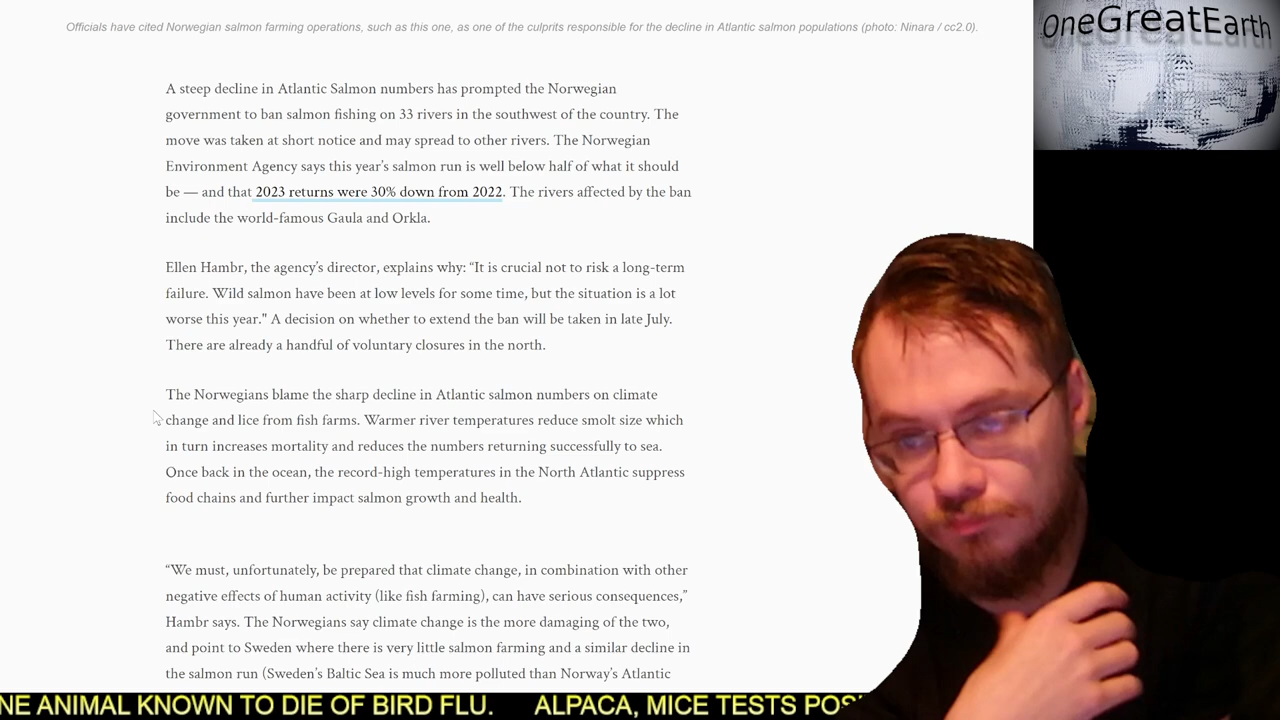 Officials have cited Norwegian salmon farming operations, such as this one, as one of the culprits responsible for the decline in Atlantic salmon populations (photo: Ninara / cc2.0).
OneGreatEarth
A steep decline in Atlantic Salmon numbers has prompted the Norwegian
government to ban salmon fishing on 33 rivers in the southwest of the country. The
move was taken at short notice and may spread to other rivers. The Norwegian
Environment Agency says this year’s salmon run is well below half of what it should
be — and that 2023 returns were 30% down from 2022. The rivers affected by the ban
include the world-famous Gaula and Orkla.
Ellen Hambr, the agency’s director, explains why: “It is crucial not to risk a long-term
failure. Wild salmon have been at low levels for some time, but the situation is a lot
worse this year." A decision on whether to extend the ban will be taken in late July.
There are already a handful of voluntary closures in the north.
The Norwegians blame the sharp decline in Atlantic salmon numbers on climate
change and lice from fish farms. Warmer river temperatures reduce smolt size which
in turn increases mortality and reduces the numbers returning successfully to sea.
Once back in the ocean, the record-high temperatures in the North Atlantic suppress
food chains and further impact salmon growth and health.
“We must, unfortunately, be prepared that climate change, in combination with other
negative effects of human activity (like fish farming), can have serious consequences,”
Hambr says. The Norwegians say climate change is the more damaging of the two,
and point to Sweden where there is very little salmon farming and a similar decline in
the salmon run (Sweden’s Baltic Sea is much more polluted than Norway’s Atlantic
NE ANIMAL KNOWN TO DIE OF BIRD FLU. ALPACA, MICE TESTS POS